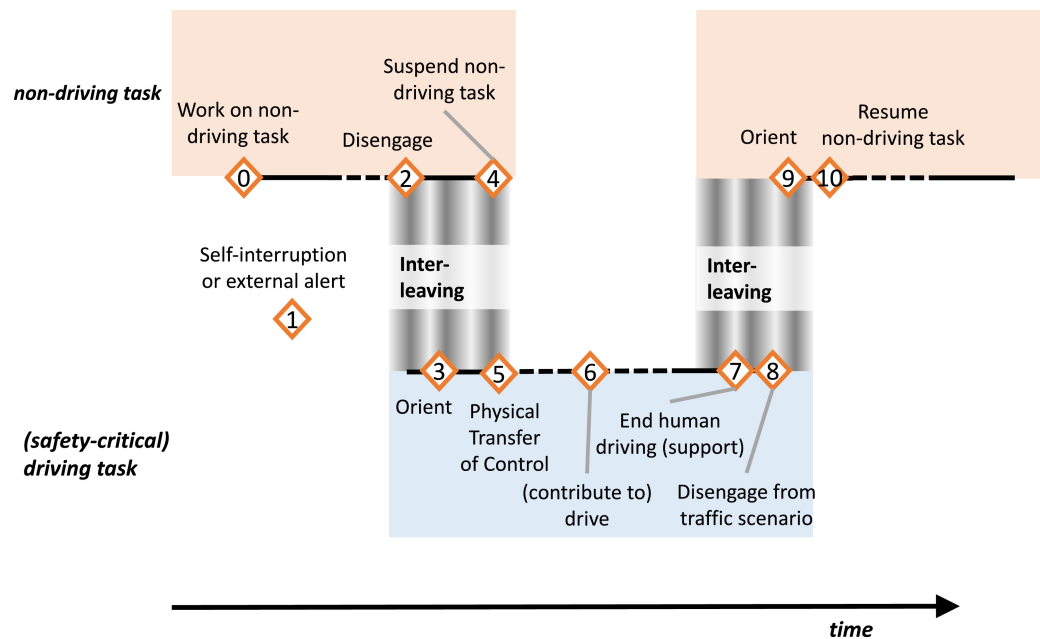 Suspend non-
driving task
non-driving task
Work on non-
driving task
Disengage
Orient
Resume
non-driving task
0
2
4
9
10
Self-interruption
or external alert
1
Inter-
leaving
Inter-
leaving
3
5
6
7
8
Orient
Physical
Transfer
of Control
(contribute to)
drive
End human
driving (support)
Disengage from
traffic scenario
(safety-critical)
driving task
time